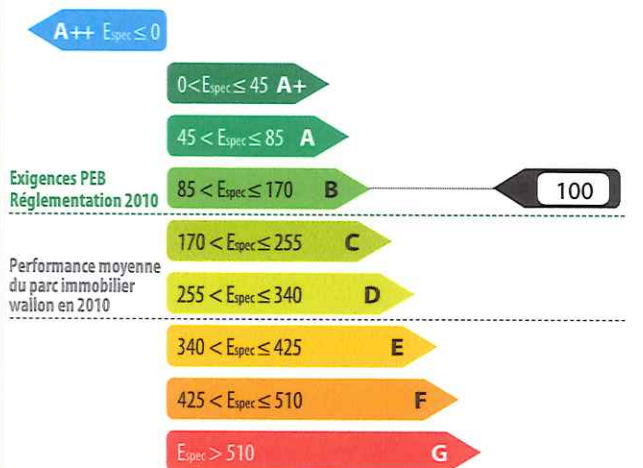 A++ Espec ≤ 0
0<Espec ≤ 45 A+
45 < Espec ≤ 85 A
Exigences PEB
Réglementation 2010
85 < Espec ≤ 170 B
100
170 < Espec ≤ 255 C
Performance moyenne
du parc immobilier
wallon en 2010
255 < Espec ≤ 340 D
340 < Espec ≤ 425 E
425 < Espec ≤ 510 F
Espec > 510 G